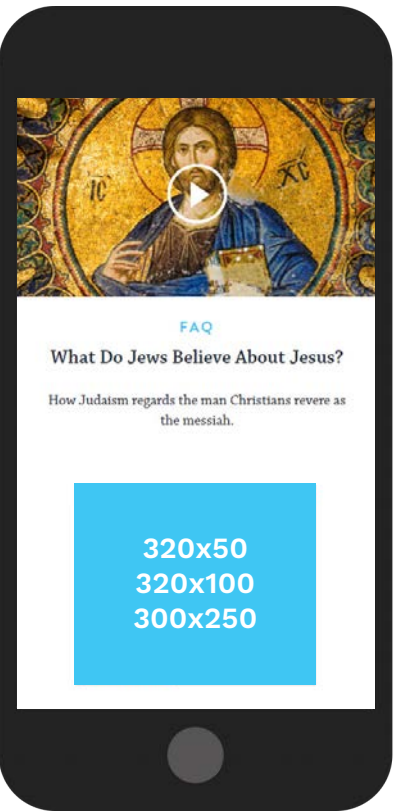 IC
XC
FAQ
What Do Jews Believe About Jesus?
How Judaism regards the man Christians revere as
the messiah.
320x50
320x100
300x250